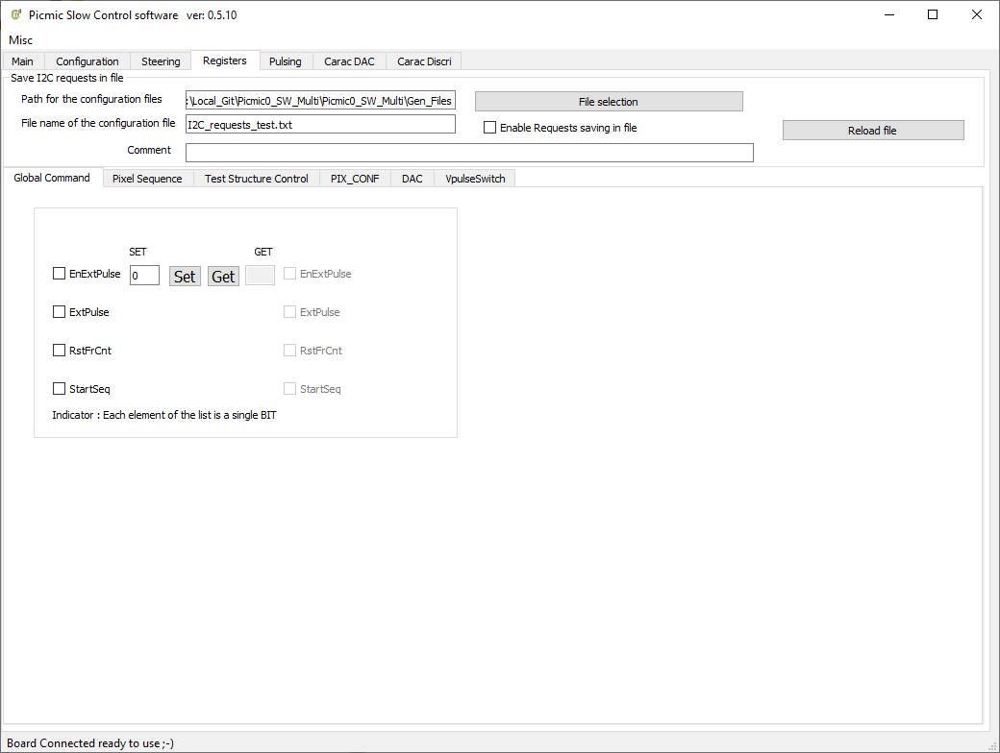 Picmic Slow Control software ver: 0.5.10
Misc
Main Configuration Steering Registers Pulsing Carac DAC Carac Discri
Save I2C requests in file
Path for the configuration files :\Local_Git\Picmic0_SW_Multi\Picmic0_SW_Multi\Gen_Files File selection
File name of the configuration file I2C_requests_test.txt Enable Requests saving in file Reload file
Comment
Global Command Pixel Sequence Test Structure Control PIX_CONF DAC VpulseSwitch
SET GET
EnExtPulse 0 Set Get EnExtPulse
ExtPulse ExtPulse
RstFrCnt RstFrCnt
StartSeq StartSeq
Indicator : Each element of the list is a single BIT
Board Connected ready to use ;-)